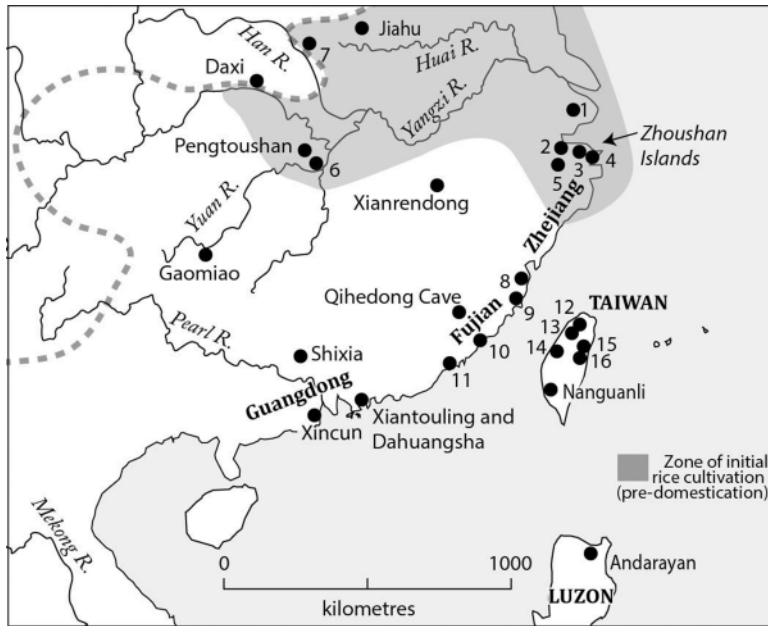 Han R.
7
Jiahu
Huai R.
Daxi
Yangzi R.
1
Zhoushan
Islands
2
3
4
5
Pengtoushan
6
Xianrendong
Yuan R.
Zhejiang
Gaomiao
8
Qihedong Cave
9
Fujian
TAIWAN
12
13
14
15
16
Pearl R.
10
11
Shixia
Guangdong
Nanguanli
Xincun
Xiantouling and
Dahuangsha
Zone of initial
rice cultivation
(pre-domestication)
Mekong R.
0
1000
kilometres
Andarayan
LUZON